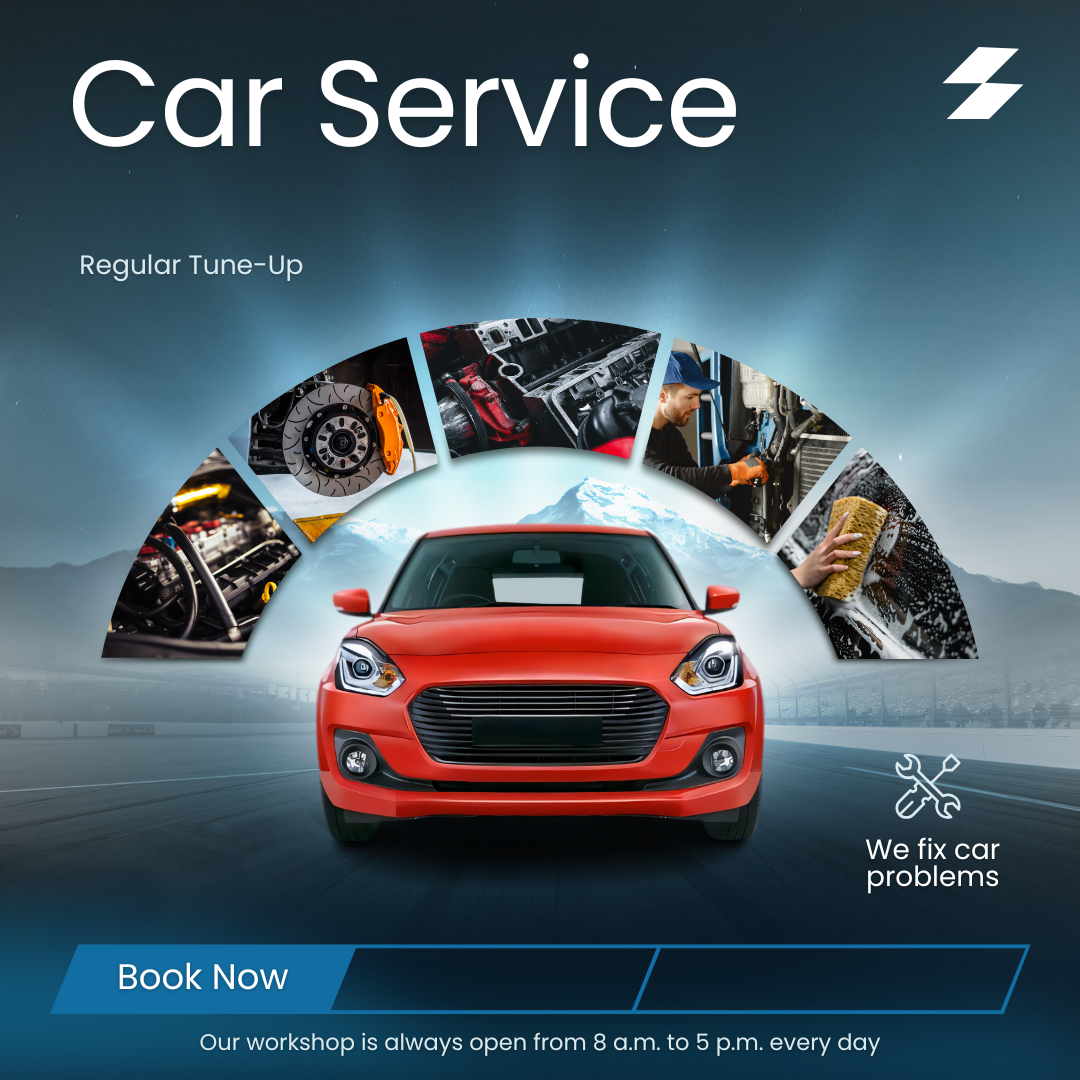 Car Service
Regular Tune-Up
We fix car
problems
Book Now
Our workshop is always open from 8 a.m. to 5 p.m. every day